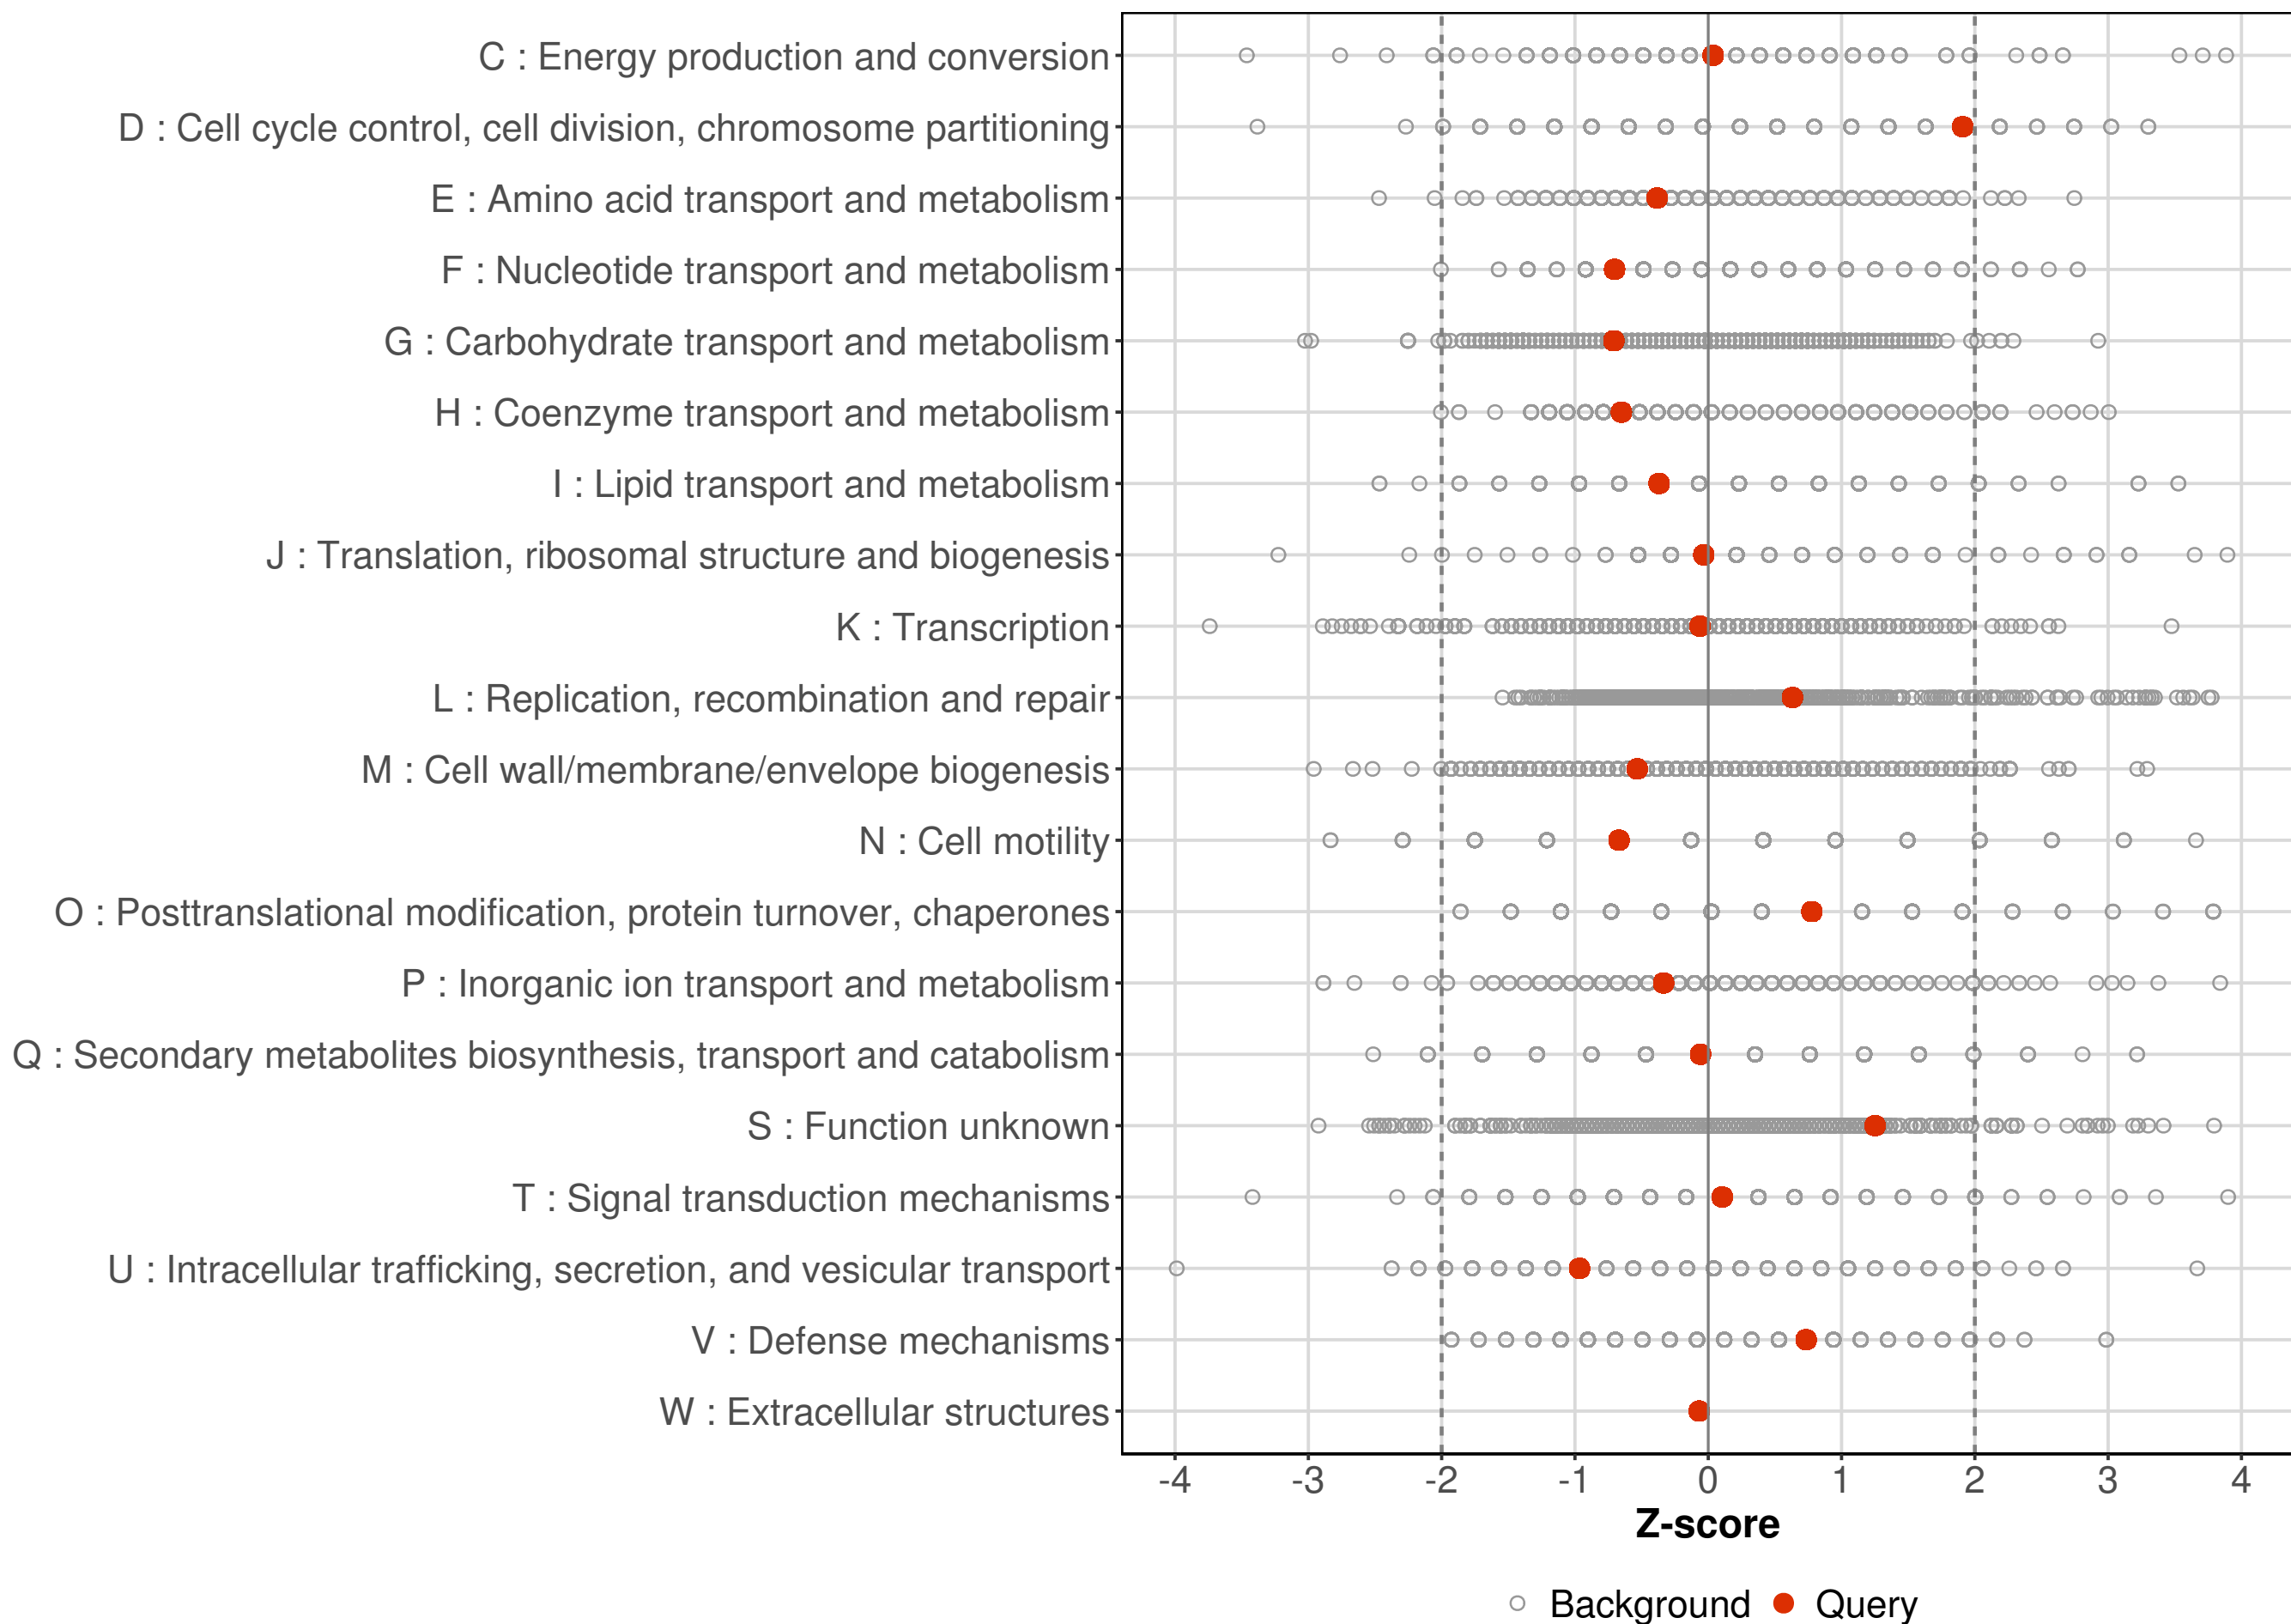 C : Energy production and conversion
D : Cell cycle control, cell division, chromosome partitioning
E : Amino acid transport and metabolism
F : Nucleotide transport and metabolism
G : Carbohydrate transport and metabolism
H : Coenzyme transport and metabolism
I : Lipid transport and metabolism
J : Translation, ribosomal structure and biogenesis
K : Transcription
L : Replication, recombination and repair
M : Cell wall/membrane/envelope biogenesis
N : Cell motility
O : Posttranslational modification, protein turnover, chaperones
P : Inorganic ion transport and metabolism
Q : Secondary metabolites biosynthesis, transport and catabolism
S : Function unknown
T : Signal transduction mechanisms
U : Intracellular trafficking, secretion, and vesicular transport
V : Defense mechanisms
W : Extracellular structures
-4 -3 -2 -1 0 1 2 3 4
Z-score
Background Query